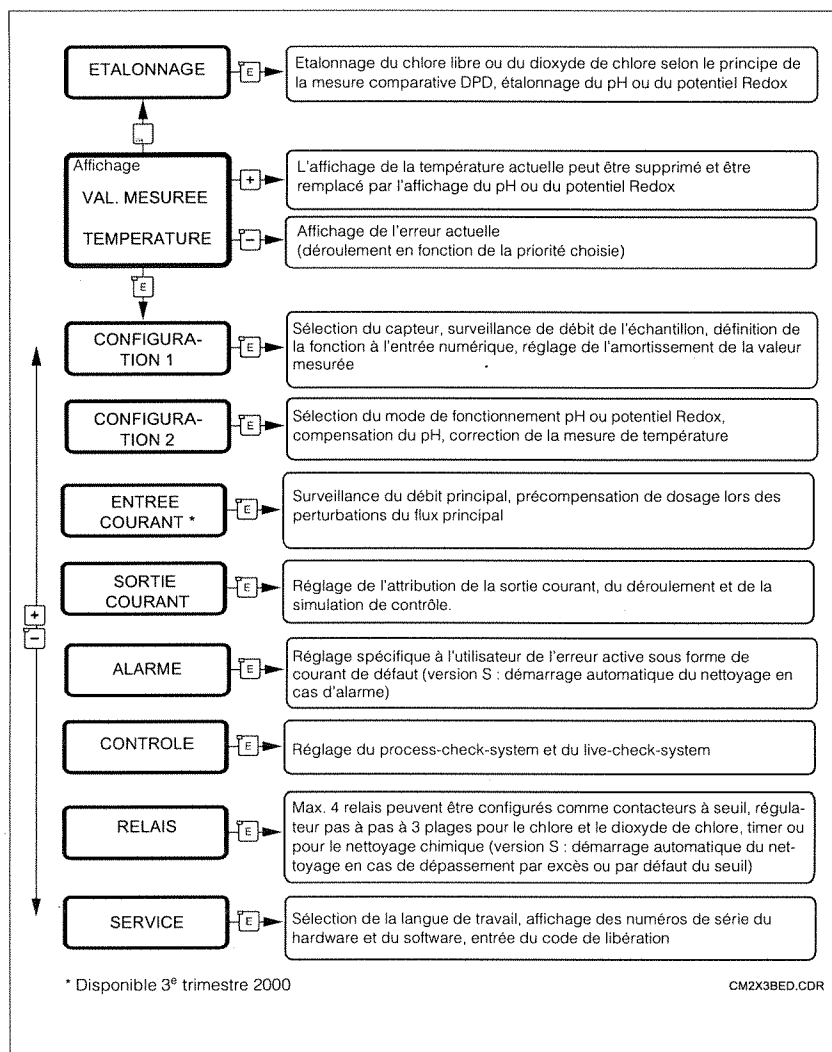 ETALONNAGE
E
Etalonnage du chlore libre ou du dioxyde de chlore selon le principe de
la mesure comparative DPD, étalonnage du pH ou du potentiel Redox
Affichage
VAL. MESUREE
TEMPERATURE
+
L'affichage de la température actuelle peut être supprimé et être
remplacé par l'affichage du pH ou du potentiel Redox
−
Affichage de l'erreur actuelle
(déroulement en fonction de la priorité choisie)
E
CONFIGURA-
TION 1
E
Sélection du capteur, surveillance de débit de l'échantillon, définition de
la fonction à l'entrée numérique, réglage de l'amortissement de la valeur
mesurée
CONFIGURA-
TION 2
E
Sélection du mode de fonctionnement pH ou potentiel Redox,
compensation du pH, correction de la mesure de température
ENTREE
COURANT *
E
Surveillance du débit principal, précompensation de dosage lors des
perturbations du flux principal
SORTIE
COURANT
E
Réglage de l'attribution de la sortie courant, du déroulement et de la
simulation de contrôle.
+
−
ALARME
E
Réglage spécifique à l'utilisateur de l'erreur active sous forme de
courant de défaut (version S : démarrage automatique du nettoyage en
cas d'alarme)
CONTROLE
E
Réglage du process-check-system et du live-check-system
RELAIS
E
Max. 4 relais peuvent être configurés comme contacteurs à seuil, régula-
teur pas à pas à 3 plages pour le chlore et le dioxyde de chlore, timer ou
pour le nettoyage chimique (version S : démarrage automatique du net-
toyage en cas de dépassement par excès ou par défaut du seuil)
SERVICE
E
Sélection de la langue de travail, affichage des numéros de série du
hardware et du software, entrée du code de libération
* Disponible 3e trimestre 2000
CM2X3BED.CDR